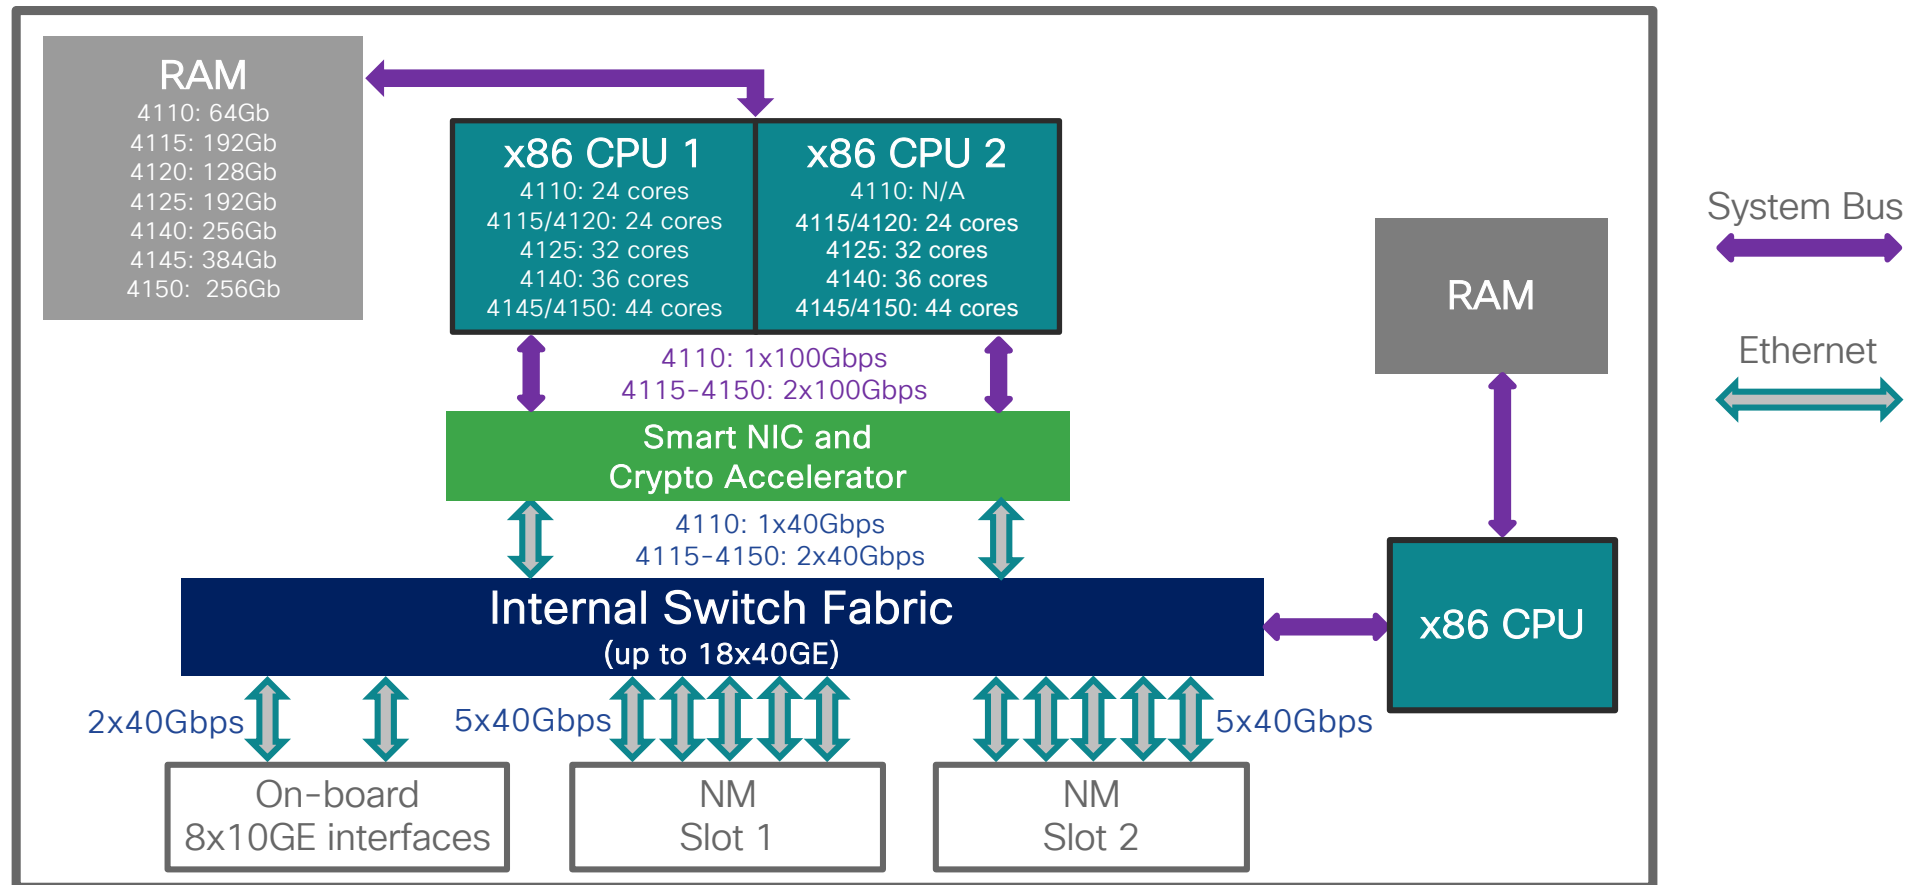 RAM
4110: 64Gb
4115: 192Gb
4120: 128Gb
4125: 192Gb
4140: 256Gb
4145: 384Gb
4150: 256Gb
x86 CPU 1
4110: 24 cores
4115/4120: 24 cores
4125: 32 cores
4140: 36 cores
4145/4150: 44 cores
x86 CPU 2
4110: N/A
4115/4120: 24 cores
4125: 32 cores
4140: 36 cores
4145/4150: 44 cores
4110: 1x100Gbps
4115-4150: 2x100Gbps
Smart NIC and
Crypto Accelerator
4110: 1x40Gbps
4115-4150: 2x40Gbps
Internal Switch Fabric
(up to 18x40GE)
2x40Gbps
5x40Gbps
5x40Gbps
On-board
8x10GE interfaces
NM
Slot 1
NM
Slot 2
RAM
x86 CPU
System Bus
Ethernet